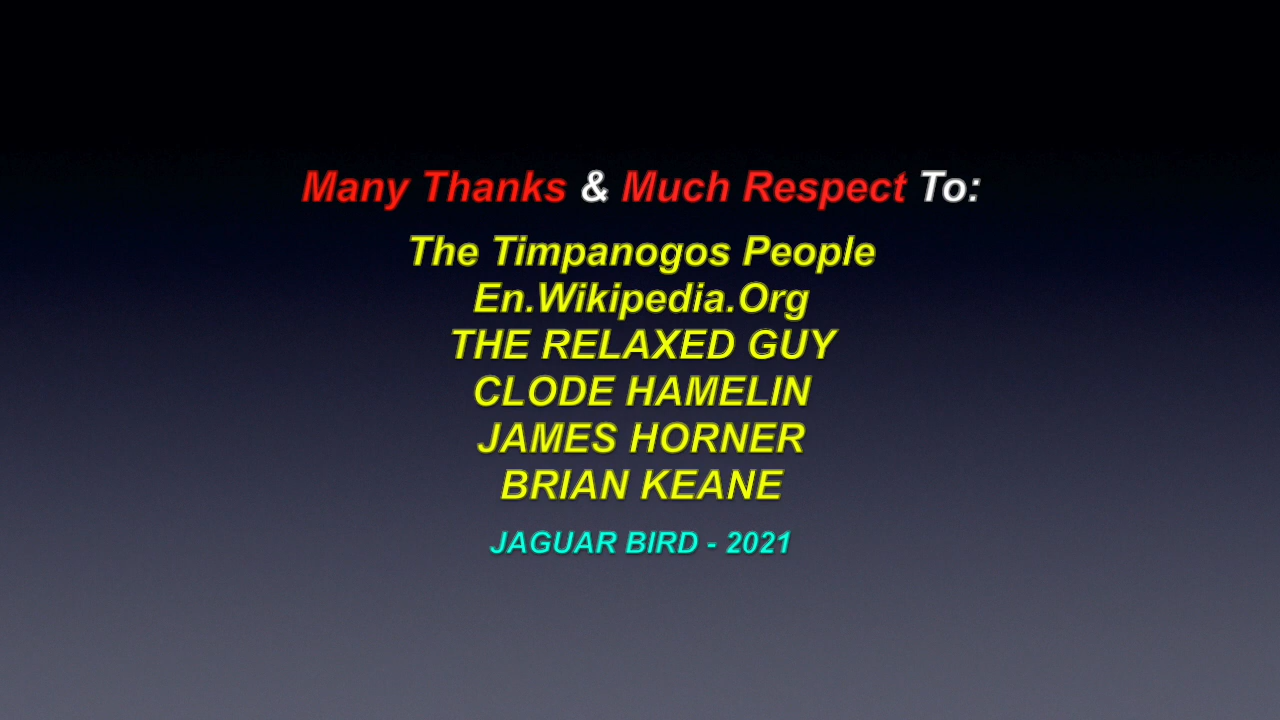 Many Thanks & Much Respect To:
The Timpanogos People
En.Wikipedia.Org
THE RELAXED GUY
CLODE HAMELIN
JAMES HORNER
BRIAN KEANE
JAGUAR BIRD - 2021